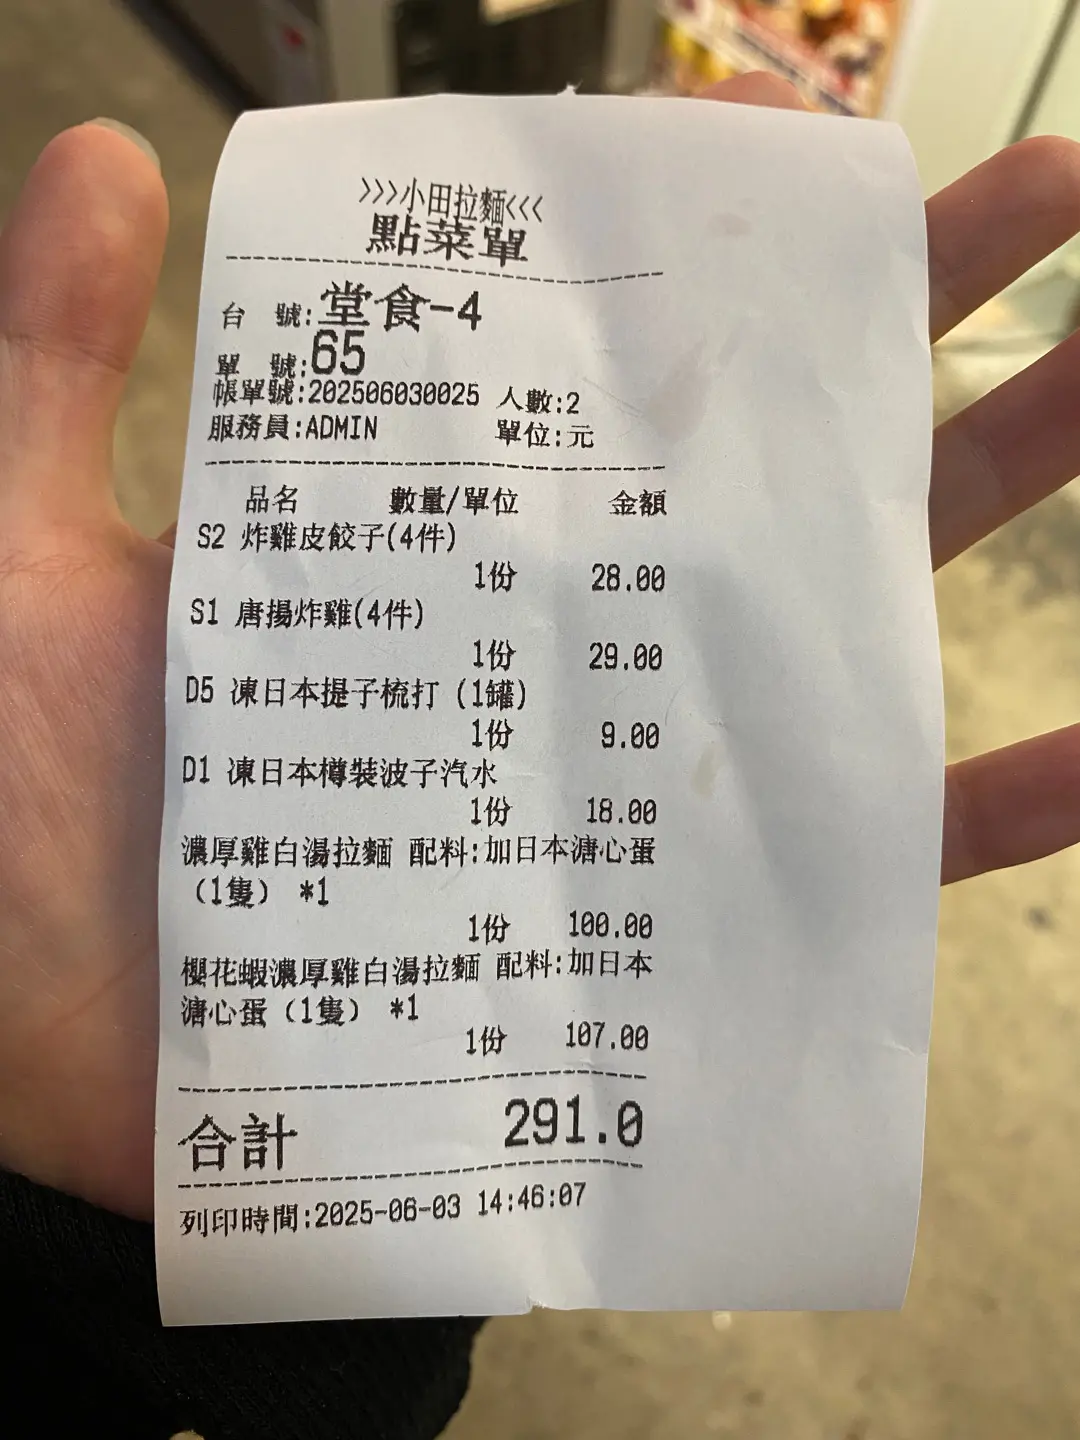 >>>小田拉麵<<<
點菜單
台 號:堂食-4
單 號:65
帳單號:202506030025 人數:2
服務員:ADMIN 單位:元
品名 數量/單位 金額
S2 炸雞皮餃子(4件)
1份 28.00
S1 唐揚炸雞(4件)
1份 29.00
D5 凍日本提子梳打 (1罐)
1份 9.00
D1 凍日本樽裝波子汽水
1份 18.00
濃厚雞白湯拉麵 配料:加日本溏心蛋
(1隻) *1
1份 100.00
櫻花蝦濃厚雞白湯拉麵 配料:加日本
溏心蛋 (1隻) *1
1份 107.00
合計 291.0
列印時間:2025-06-03 14:46:07